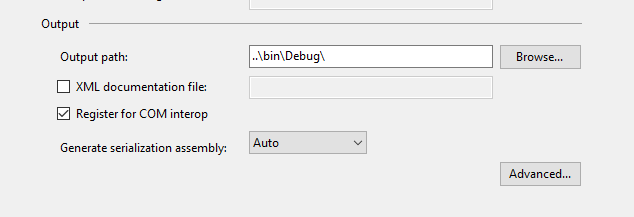 Output
Output path:
..\bin\Debug\
Browse...
XML documentation file:
Register for COM interop
Generate serialization assembly:
Auto
Advanced...